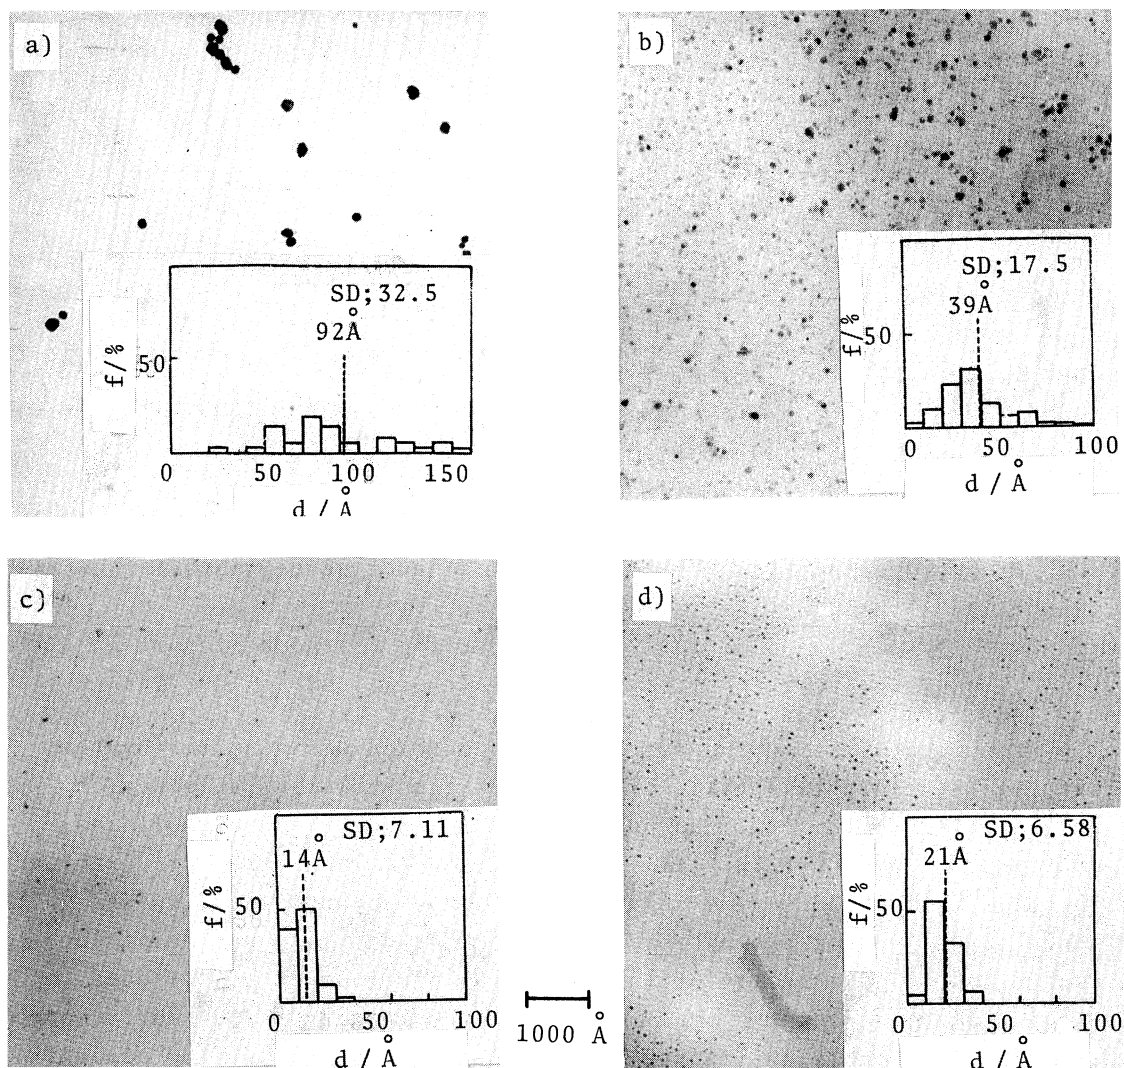 a)
SD;32.5
92Å
f/%
50
0 50 100 150
d / Å
b)
SD;17.5
39Å
f/%
50
0 50 100
d / Å
c)
SD;7.11
14Å
f/%
50
0 50 100
d / Å
1000 Å
d)
SD;6.58
21Å
f/%
50
0 50 100
d / Å